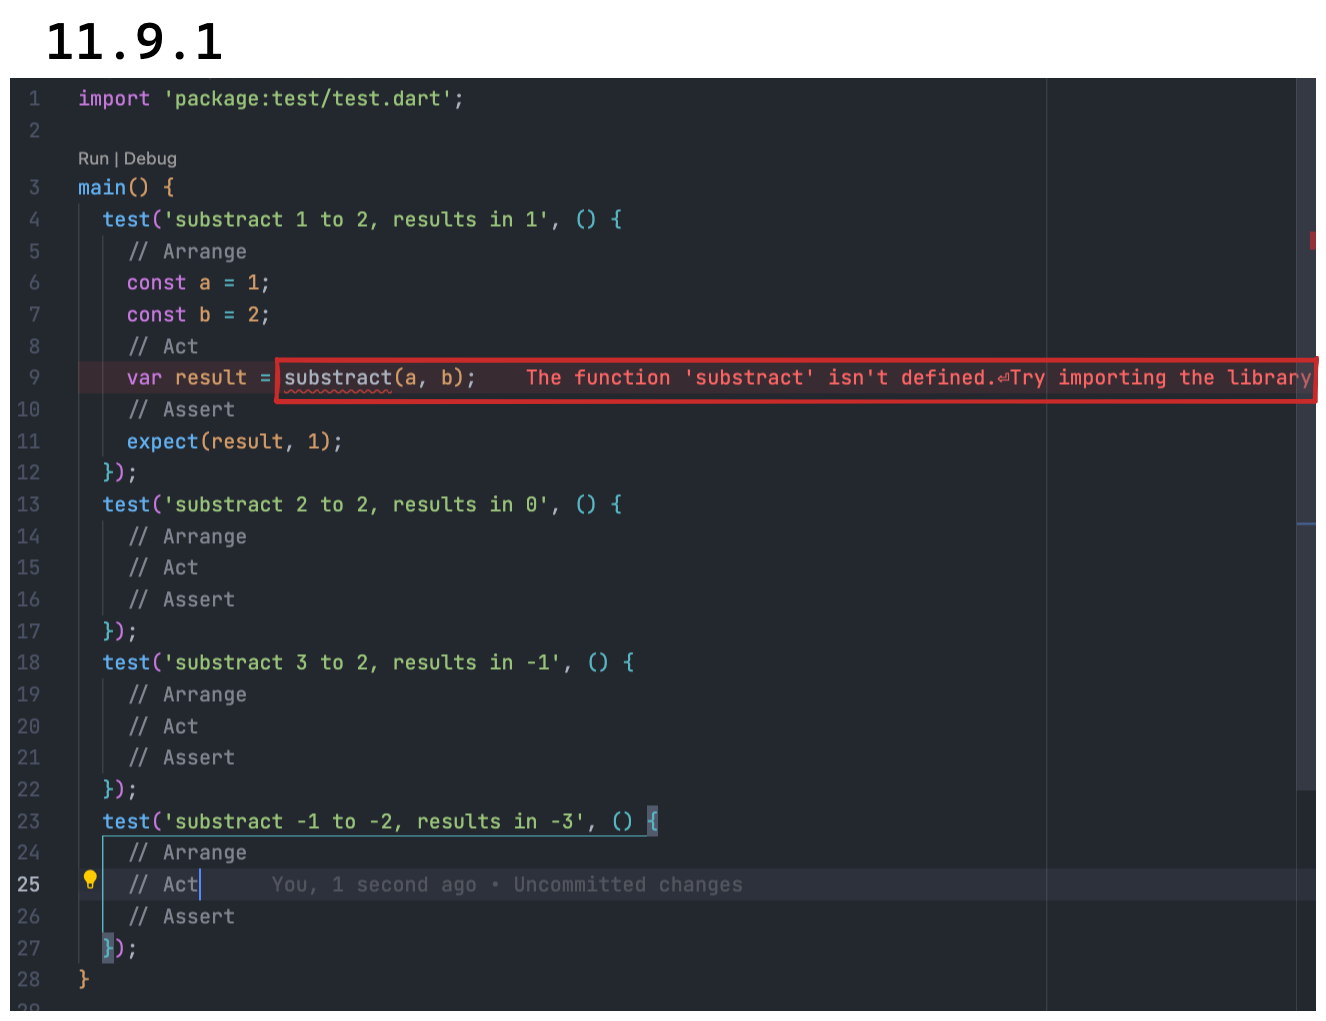 11.9.1
1 import 'package:test/test.dart';
2
Run | Debug
3 main() {
4 test('substract 1 to 2, results in 1', () {
5 // Arrange
6 const a = 1;
7 const b = 2;
8 // Act
9 var result = substract(a, b); The function 'substract' isn't defined.⏎Try importing the library
10 // Assert
11 expect(result, 1);
12 });
13 test('substract 2 to 2, results in 0', () {
14 // Arrange
15 // Act
16 // Assert
17 });
18 test('substract 3 to 2, results in -1', () {
19 // Arrange
20 // Act
21 // Assert
22 });
23 test('substract -1 to -2, results in -3', () {
24 // Arrange
25 // Act You, 1 second ago • Uncommitted changes
26 // Assert
27 });
28 }
29